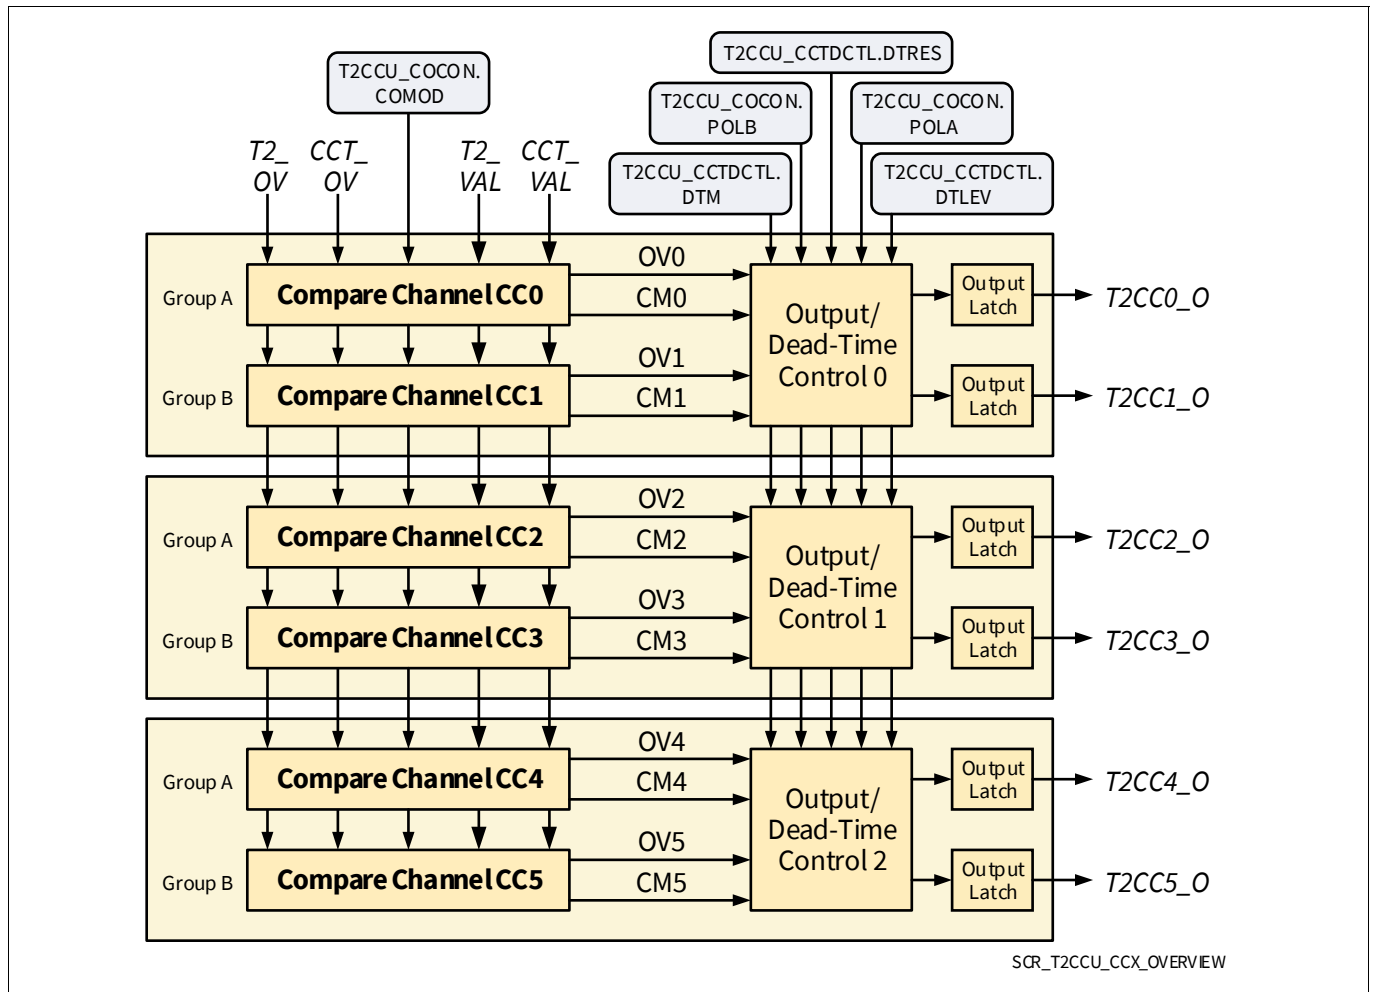 T2CCU_CCTDCTL.DTRES
T2CCU_COCON.
COMOD
T2CCU_COCON.
POLB
T2CCU_COCON.
POLA
T2_
OV
CCT_
OV
T2_
VAL
CCT_
VAL
T2CCU_CCTDCTL.
DTM
T2CCU_CCTDCTL.
DTLEV
Group A
Compare Channel CC0
OV0
CM0
Group B
Compare Channel CC1
OV1
CM1
Output/
Dead-Time
Control 0
Output
Latch
T2CC0_O
Output
Latch
T2CC1_O
Group A
Compare Channel CC2
OV2
CM2
Group B
Compare Channel CC3
OV3
CM3
Output/
Dead-Time
Control 1
Output
Latch
T2CC2_O
Output
Latch
T2CC3_O
Group A
Compare Channel CC4
OV4
CM4
Group B
Compare Channel CC5
OV5
CM5
Output/
Dead-Time
Control 2
Output
Latch
T2CC4_O
Output
Latch
T2CC5_O
SCR_T2CCU_CCX_OVERVIEW